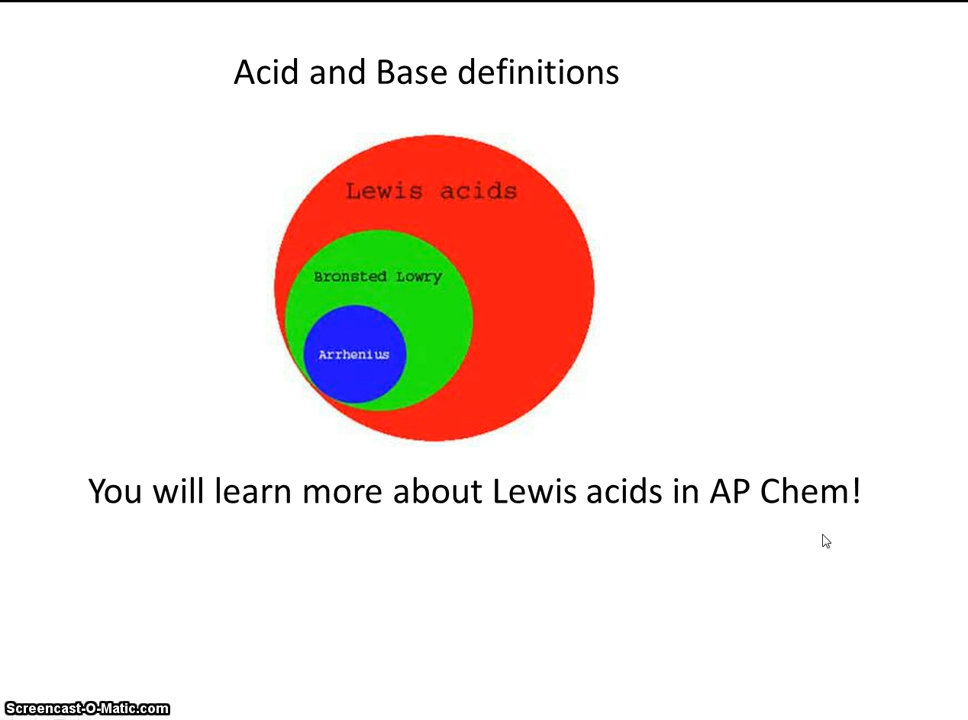 Acid and Base definitions
Lewis acids
Bronsted Lowry
Arrhenius
You will learn more about Lewis acids in AP Chem!
Screencast-O-Matic.com